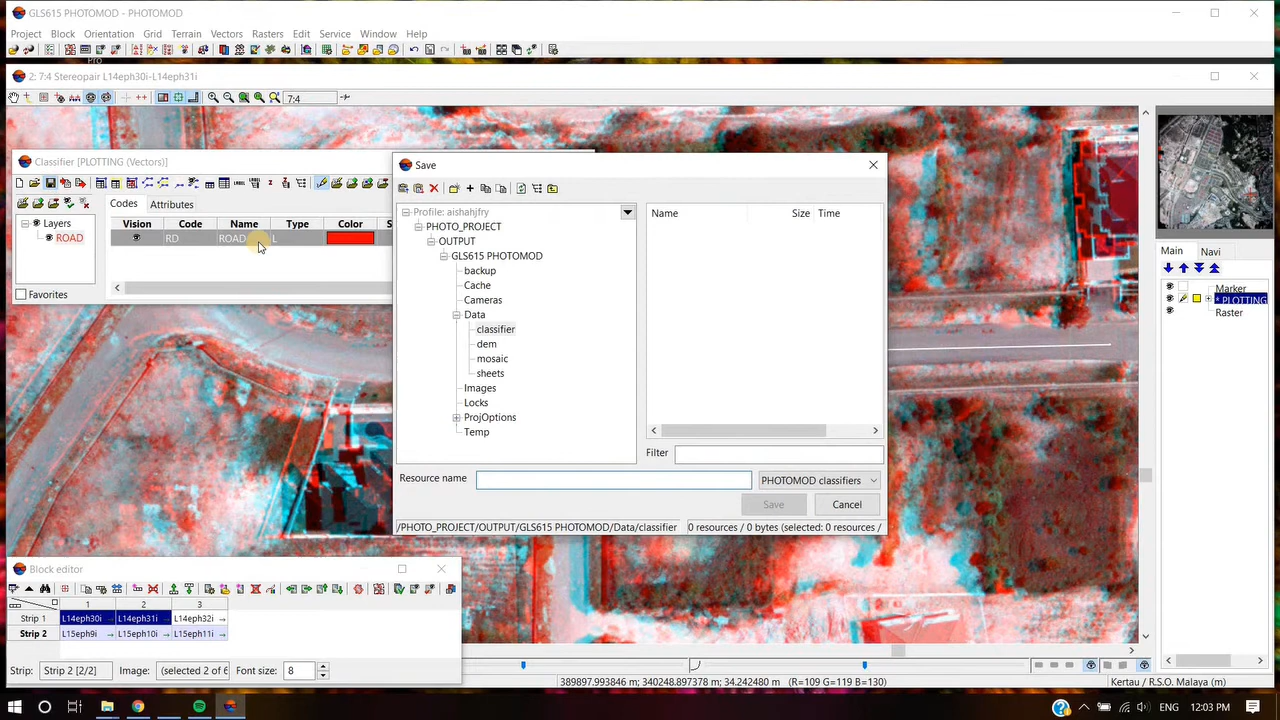 GLS615 PHOTOMOD - PHOTOMOD
Project Block Orientation Grid Terrain Vectors Rasters Edit Service Window Help
Pro
2: 7:4 Stereopair L14eph30i-L14eph31i
7:4
Classifier [PLOTTING (Vectors)]
Codes Attributes
Layers
ROAD
Favorites
Vision Code Name Type Color S
RD ROAD L
Save
Profile: aishahjfry
PHOTO_PROJECT
OUTPUT
GLS615 PHOTOMOD
backup
Cache
Cameras
Data
classifier
dem
mosaic
sheets
Images
Locks
ProjOptions
Temp
Name Size Time
Filter
Resource name
PHOTOMOD classifiers
Save Cancel
/PHOTO_PROJECT/OUTPUT/GLS615 PHOTOMOD/Data/classifier 0 resources / 0 bytes (selected: 0 resources /
Main Navi
Marker
* PLOTTING
Raster
Block editor
1 2 3
Strip 1 L14eph30i L14eph31i L14eph32i
Strip 2 L15eph9i L15eph10i L15eph11i
Strip: Strip 2 [2/2] Image: (selected 2 of 6 Font size: 8
389897.993846 m; 340248.897378 m; 34.242480 m (R=109 G=119 B=130) Kertau / R.S.O. Malaya (m)
ENG 12:03 PM